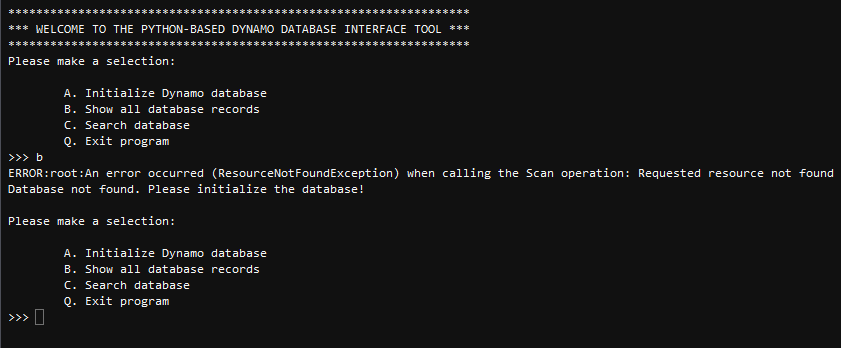 ******************************************************************
*** WELCOME TO THE PYTHON-BASED DYNAMO DATABASE INTERFACE TOOL ***
******************************************************************
Please make a selection:
A. Initialize Dynamo database
B. Show all database records
C. Search database
Q. Exit program
>>> b
ERROR:root:An error occurred (ResourceNotFoundException) when calling the Scan operation: Requested resource not found
Database not found. Please initialize the database!
Please make a selection:
A. Initialize Dynamo database
B. Show all database records
C. Search database
Q. Exit program
>>>